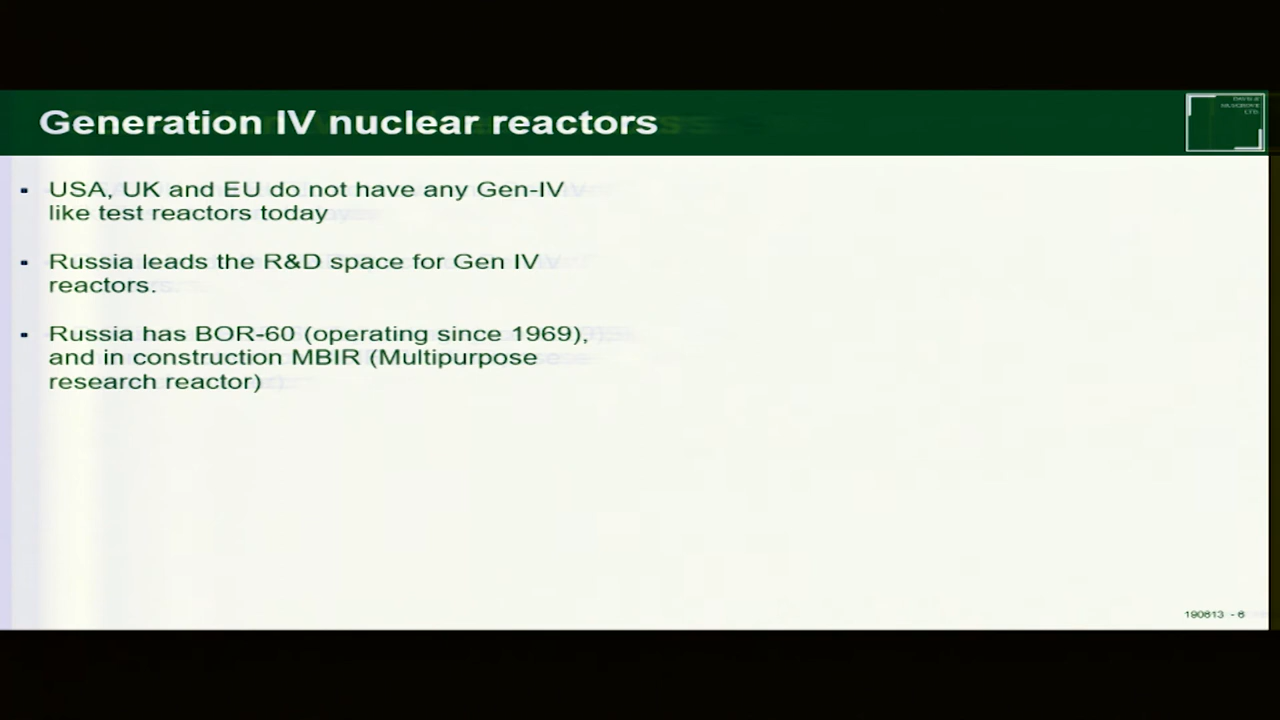 Generation IV nuclear reactors
USA, UK and EU do not have any Gen-IV
like test reactors today
Russia leads the R&D space for Gen IV
reactors.
Russia has BOR-60 (operating since 1969),
and in construction MBIR (Multipurpose
research reactor)
LTD.
190613 - 6